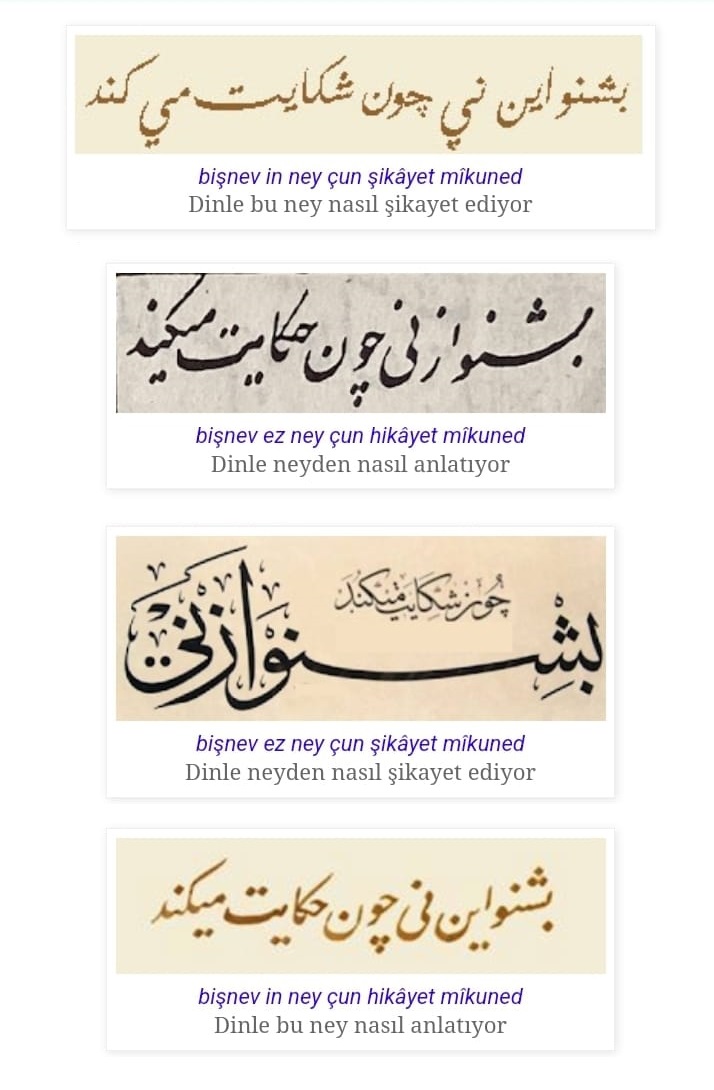 بشنو این ني چون شکایت مي کند
bişnev in ney çun şikâyet mîkuned
Dinle bu ney nasıl şikayet ediyor
بشنو از نی چون حکایت میکند
bişnev ez ney çun hikâyet mîkuned
Dinle neyden nasıl anlatıyor
چون شکایت میکند
بشنو از نی
bişnev ez ney çun şikâyet mîkuned
Dinle neyden nasıl şikayet ediyor
بشنو این نی چون حکایت میکند
bişnev in ney çun hikâyet mîkuned
Dinle bu ney nasıl anlatıyor